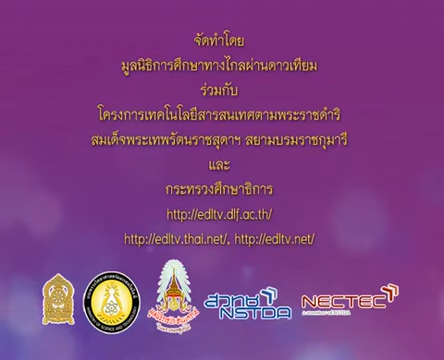 จัดทำโดย
มูลนิธิการศึกษาทางไกลผ่านดาวเทียม
ร่วมกับ
โครงการเทคโนโลยีสารสนเทศตามพระราชดำริ
สมเด็จพระเทพรัตนราชสุดาฯ สยามบรมราชกุมารี
และ
กระทรวงศึกษาธิการ
http://edltv.dlf.ac.th/
http://edltv.thai.net/, http://edltv.net/
สวทช
NSTDA
NECTEC